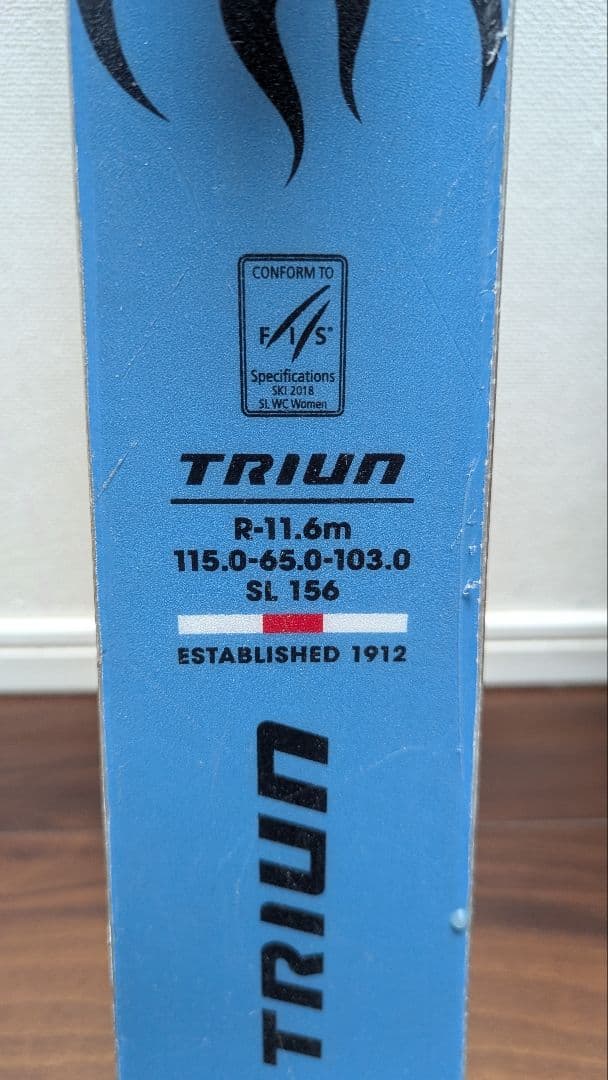 CONFORM TO
F/I/S®
Specifications
SKI 2018
SL WC Women
TRIUN
R-11.6m
115.0-65.0-103.0
SL 156
ESTABLISHED 1912
TRIUN